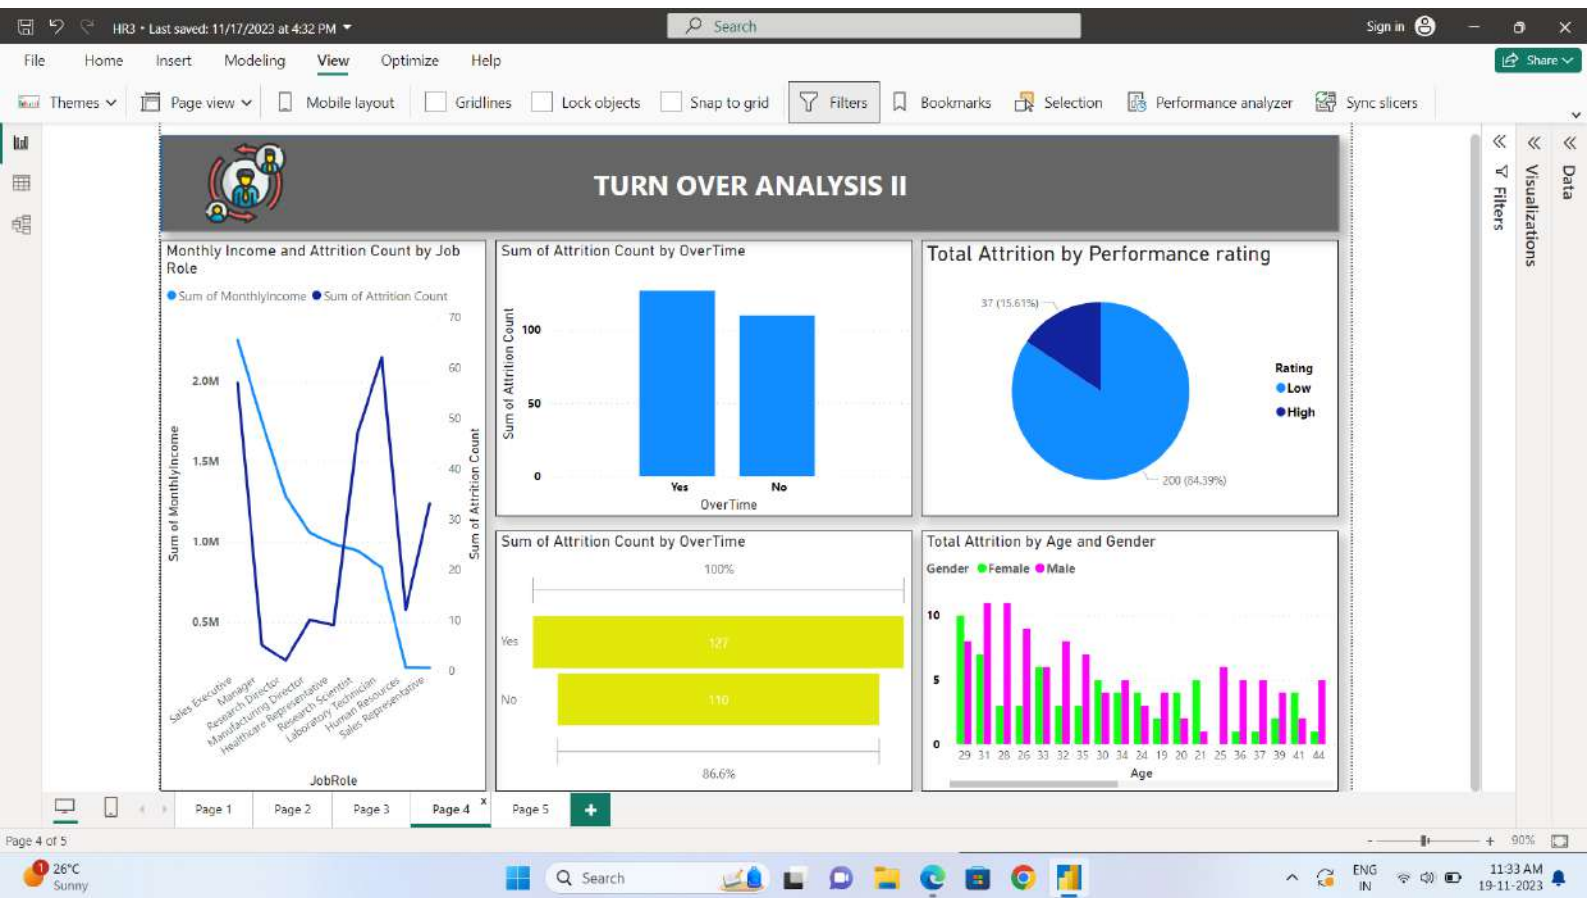 HR3 • Last saved: 11/17/2023 at 4:32 PM
Search
Sign in
File Home Insert Modeling View Optimize Help
Share
Themes Page view Mobile layout Gridlines Lock objects Snap to grid Filters Bookmarks Selection Performance analyzer Sync slicers
TURN OVER ANALYSIS II
Filters
Visualizations
Data
Monthly Income and Attrition Count by Job
Role
Sum of MonthlyIncome Sum of Attrition Count
Sum of MonthlyIncome
2.0M
1.5M
1.0M
0.5M
70
60
50
40
30
20
10
0
Sum of Attrition Count
Sales Executive
Manager
Research Director
Manufacturing Director
Healthcare Representative
Research Scientist
Laboratory Technician
Human Resources
Sales Representative
JobRole
Sum of Attrition Count by OverTime
Sum of Attrition Count
100
50
0
Yes No
OverTime
Total Attrition by Performance rating
37 (15.61%)
200 (84.39%)
Rating
Low
High
Sum of Attrition Count by OverTime
100%
Yes 127
No 110
86.6%
Total Attrition by Age and Gender
Gender Female Male
10
5
0
29 31 28 26 33 32 35 30 34 24 19 20 21 25 36 37 39 41 44
Age
Page 1 Page 2 Page 3 Page 4 x Page 5 +
Page 4 of 5
- + 90%
1
26°C
Sunny
Search
ENG
IN
11:33 AM
19-11-2023